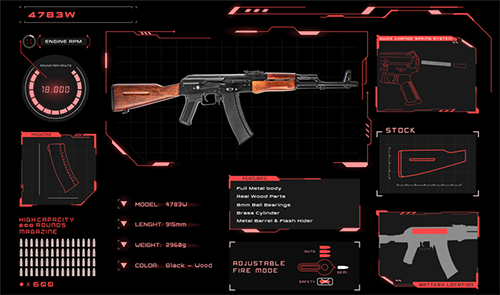 4783W
ENGINE RPM
ROUND PER MINUTE
18.000
MAGAZINE
HIGH CAPACITY
666 ROUNDS
MAGAZINE
x 600
MODEL: 4783W
LENGHT: 915mm
WEIGHT: 2960g
COLOR: Black - Wood
FEATURES
Full Metal body
Real Wood Parts
8mm Ball Bearings
Brass Cylinder
Metal Barrel & Flash Hider
ADJUSTABLE
FIRE MODE
AUTO
SEMI
SAFETY
QUICK CHANGE SPRING SYSTEM
STOCK
BATTERY LOCATION